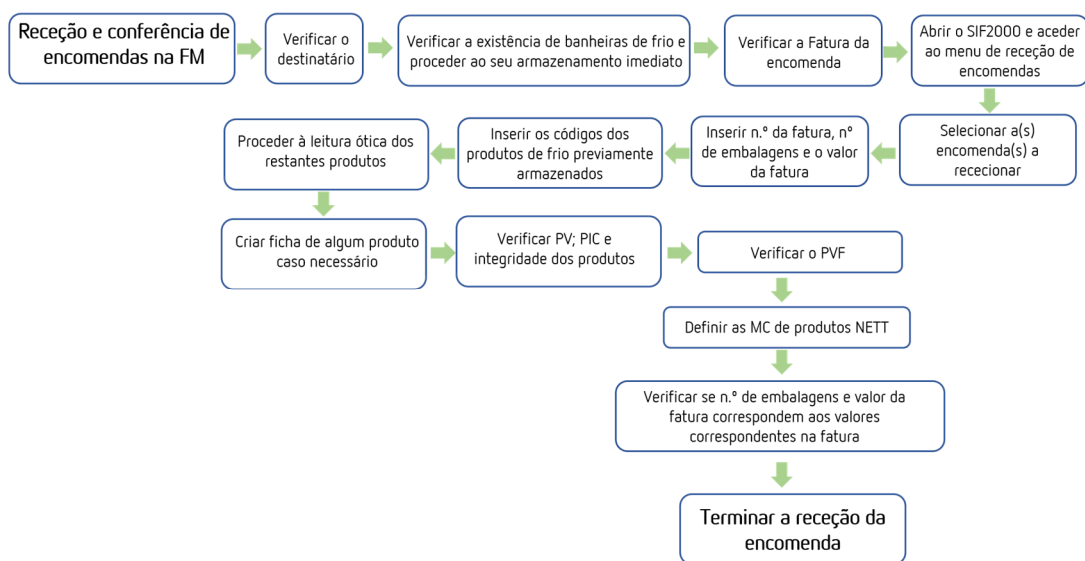 Receção e conferência de
encomendas na FM
Verificar o
destinatário
Verificar a existência de banheiras de frio e
proceder ao seu armazenamento imediato
Verificar a Fatura da
encomenda
Abrir o SIF2000 e aceder
ao menu de receção de
encomendas
Selecionar a(s)
encomenda(s) a
rececionar
Inserir n.º da fatura, nº
de embalagens e o valor
da fatura
Inserir os códigos dos
produtos de frio previamente
armazenados
Proceder à leitura ótica dos
restantes produtos
Criar ficha de algum produto
caso necessário
Verificar PV; PIC e
integridade dos produtos
Verificar o PVF
Definir as MC de produtos NETT
Verificar se n.º de embalagens e valor da
fatura correspondem aos valores
correspondentes na fatura
Terminar a receção da
encomenda